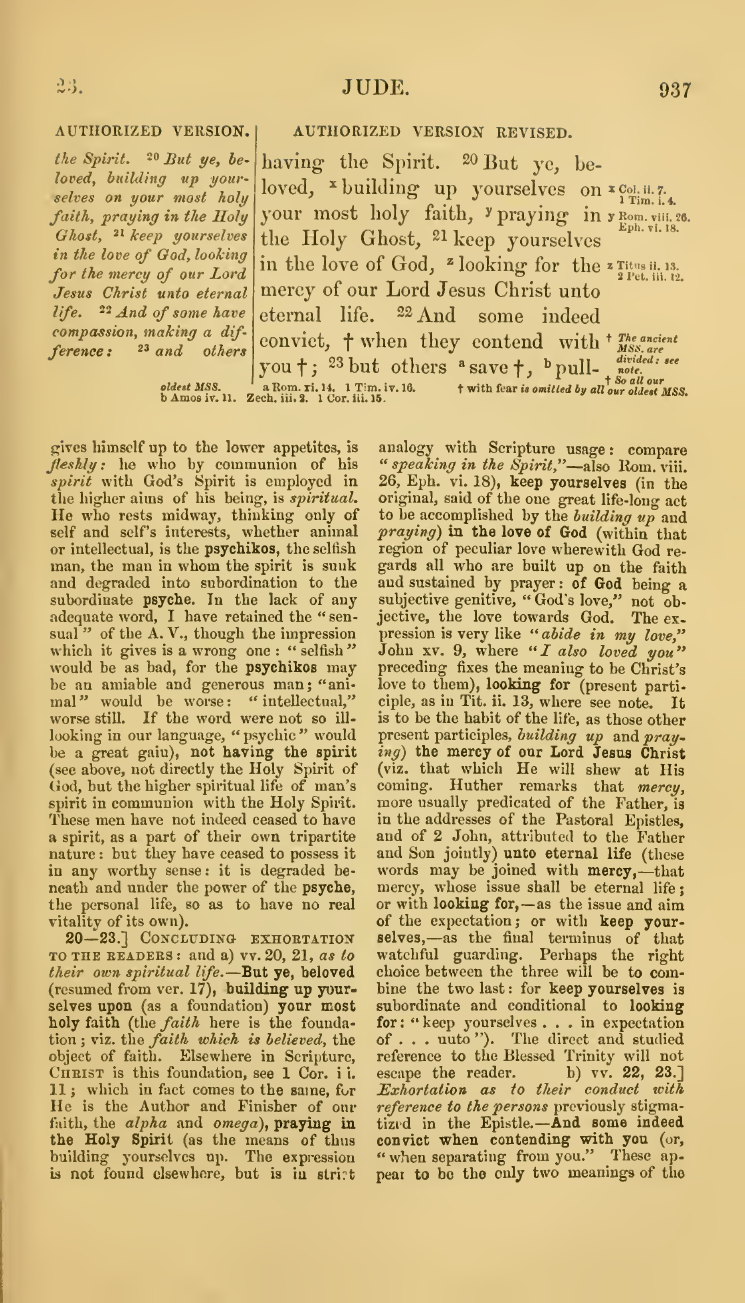 23.
JUDE.
937
AUTHORIZED VERSION.
the Spirit. 20 But ye, be-
loved, building up your-
selves on your most holy
faith, praying in the Holy
Ghost, 21 keep yourselves
in the love of God, looking
for the mercy of our Lord
Jesus Christ unto eternal
life. 22 And of some have
compassion, making a dif-
ference: 23 and others
AUTHORIZED VERSION REVISED.
having the Spirit. 20 But ye, be-
loved, x building up yourselves on
your most holy faith, y praying in
the Holy Ghost, 21 keep yourselves
in the love of God, z looking for the
mercy of our Lord Jesus Christ unto
eternal life. 22 And some indeed
convict, † when they contend with
you †; 23 but others a save †, b pull-
x Col. ii. 7.
1 Tim. i. 4.
y Rom. viii. 26.
Eph. vi. 18.
z Titus ii. 13.
2 Pet. iii. 12.
† The ancient
MSS. are
divided: see
note.
† So all our
oldest MSS.
a Rom. xi. 14. 1 Tim. iv. 16.
† with fear is omitted by all our oldest MSS.
b Amos iv. 11. Zech. iii. 2. 1 Cor. iii. 15.
gives himself up to the lower appetites, is
fleshly: he who by communion of his
spirit with God's Spirit is employed in
the higher aims of his being, is spiritual.
He who rests midway, thinking only of
self and self's interests, whether animal
or intellectual, is the psychikos, the selfish
man, the man in whom the spirit is sunk
and degraded into subordination to the
subordinate psyche. In the lack of any
adequate word, I have retained the "sen-
sual" of the A. V., though the impression
which it gives is a wrong one: "selfish"
would be as bad, for the psychikos may
be an amiable and generous man; "ani-
mal" would be worse: "intellectual,"
worse still. If the word were not so ill-
looking in our language, "psychic" would
be a great gain), not having the spirit
(see above, not directly the Holy Spirit of
God, but the higher spiritual life of man's
spirit in communion with the Holy Spirit.
These men have not indeed ceased to have
a spirit, as a part of their own tripartite
nature: but they have ceased to possess it
in any worthy sense: it is degraded be-
neath and under the power of the psyche,
the personal life, so as to have no real
vitality of its own).
20—23.] CONCLUDING EXHORTATION
TO THE READERS: and a) vv. 20, 21, as to
their own spiritual life.—But ye, beloved
(resumed from ver. 17), building up your-
selves upon (as a foundation) your most
holy faith (the faith here is the founda-
tion; viz. the faith which is believed, the
object of faith. Elsewhere in Scripture,
CHRIST is this foundation, see 1 Cor. iii.
11; which in fact comes to the same, for
He is the Author and Finisher of our
faith, the alpha and omega), praying in
the Holy Spirit (as the means of thus
building yourselves up. The expression
is not found elsewhere, but is in strict
analogy with Scripture usage: compare
"speaking in the Spirit,"—also Rom. viii.
26, Eph. vi. 18), keep yourselves (in the
original, said of the one great life-long act
to be accomplished by the building up and
praying) in the love of God (within that
region of peculiar love wherewith God re-
gards all who are built up on the faith
and sustained by prayer: of God being a
subjective genitive, "God's love," not ob-
jective, the love towards God. The ex-
pression is very like "abide in my love,"
John xv. 9, where "I also loved you"
preceding fixes the meaning to be Christ's
love to them), looking for (present parti-
ciple, as in Tit. ii. 13, where see note. It
is to be the habit of the life, as those other
present participles, building up and pray-
ing) the mercy of our Lord Jesus Christ
(viz. that which He will shew at His
coming. Huther remarks that mercy,
more usually predicated of the Father, is
in the addresses of the Pastoral Epistles,
and of 2 John, attributed to the Father
and Son jointly) unto eternal life (these
words may be joined with mercy,—that
mercy, whose issue shall be eternal life;
or with looking for,—as the issue and aim
of the expectation; or with keep your-
selves,—as the final terminus of that
watchful guarding. Perhaps the right
choice between the three will be to com-
bine the two last: for keep yourselves is
subordinate and conditional to looking
for: "keep yourselves . . . in expectation
of . . . unto"). The direct and studied
reference to the Blessed Trinity will not
escape the reader. b) vv. 22, 23.]
Exhortation as to their conduct with
reference to the persons previously stigma-
tized in the Epistle.—And some indeed
convict when contending with you (or,
"when separating from you." These ap-
pear to be the only two meanings of the